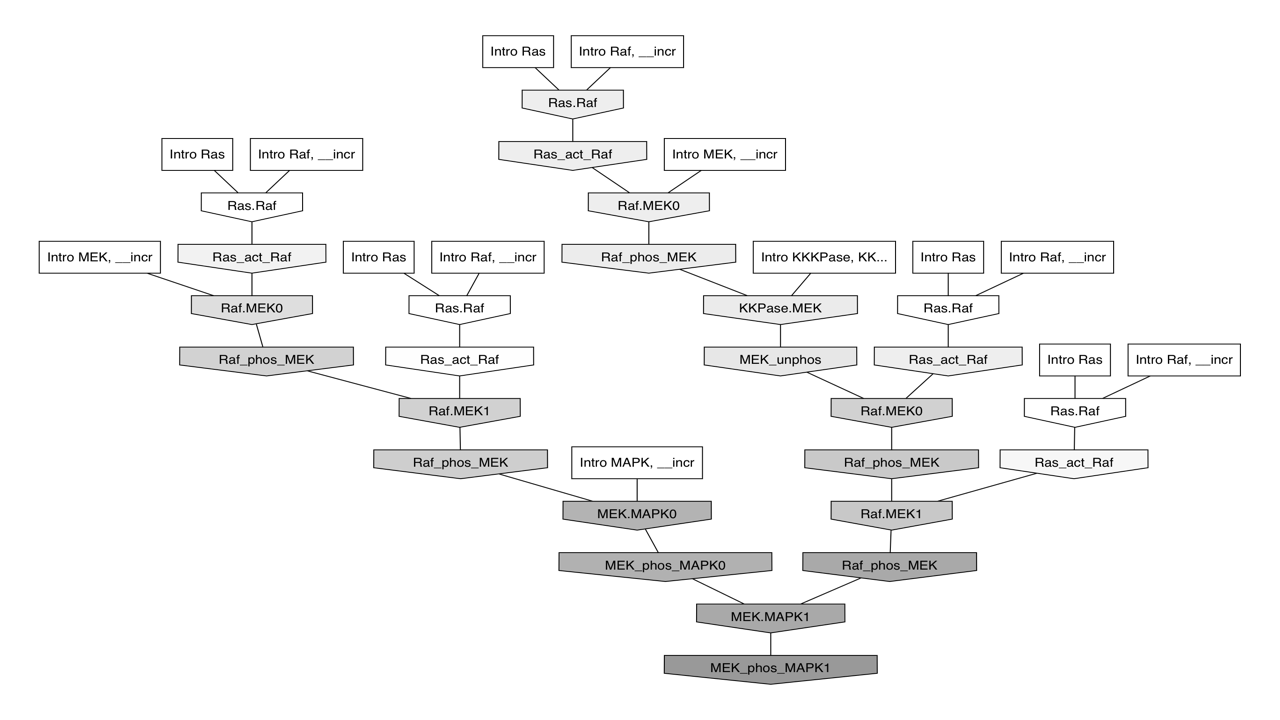 Intro Ras
Intro Raf, __incr
Ras.Raf
Intro Ras
Intro Raf, __incr
Ras_act_Raf
Intro MEK, __incr
Ras.Raf
Raf.MEK0
Intro MEK, __incr
Ras_act_Raf
Intro Ras
Intro Raf, __incr
Raf_phos_MEK
Intro KKKPase, KK...
Intro Ras
Intro Raf, __incr
Raf.MEK0
Ras.Raf
KKPase.MEK
Ras.Raf
Raf_phos_MEK
Ras_act_Raf
MEK_unphos
Ras_act_Raf
Intro Ras
Intro Raf, __incr
Raf.MEK1
Raf.MEK0
Ras.Raf
Raf_phos_MEK
Intro MAPK, __incr
Raf_phos_MEK
Ras_act_Raf
MEK.MAPK0
Raf.MEK1
MEK_phos_MAPK0
Raf_phos_MEK
MEK.MAPK1
MEK_phos_MAPK1